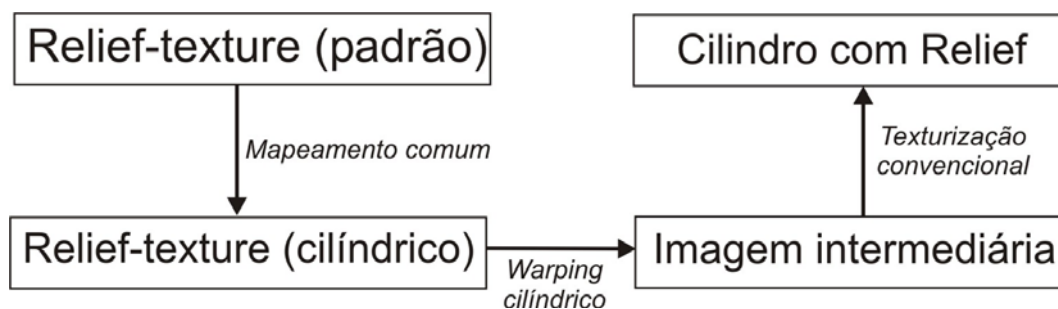 Relief-texture (padrão)
Mapeamento comum
Relief-texture (cilíndrico)
Warping
cilíndrico
Imagem intermediária
Texturização
convencional
Cilindro com Relief